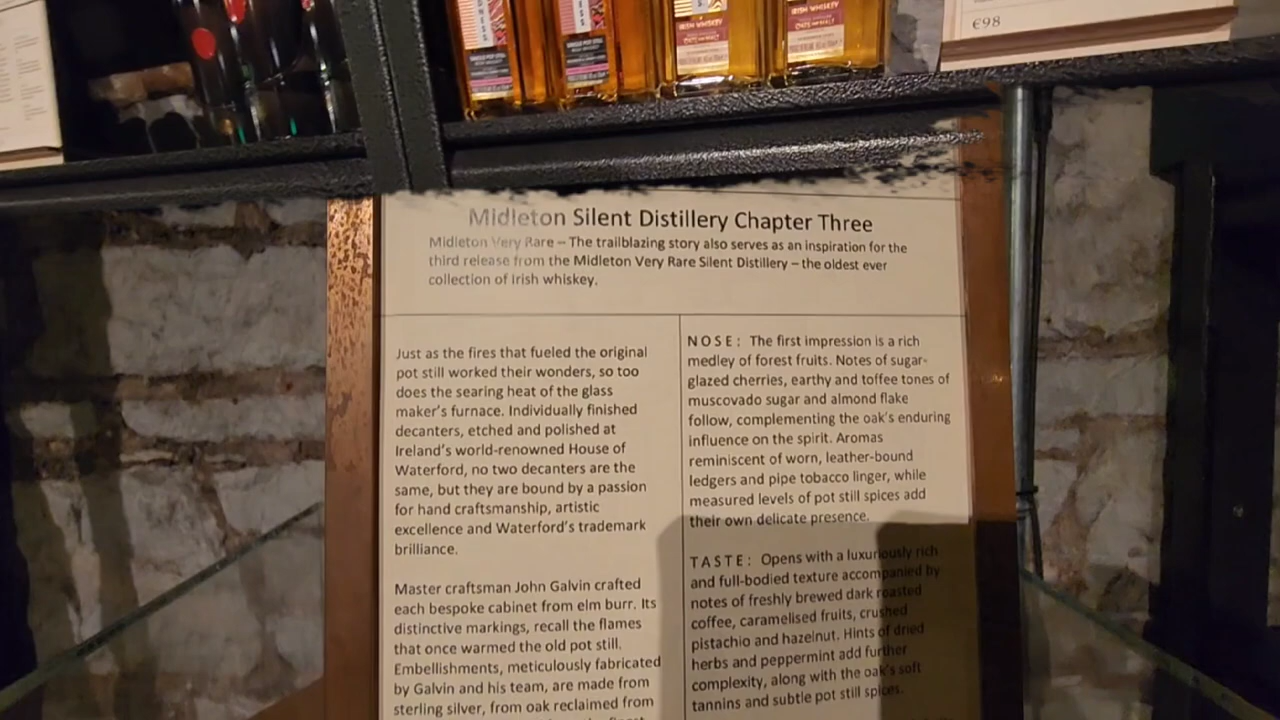 IRISH WHISKEY
IRISH WHISKEY
€98
Midleton Silent Distillery Chapter Three
Midleton Very Rare – The trailblazing story also serves as an inspiration for the
third release from the Midleton Very Rare Silent Distillery – the oldest ever
collection of Irish whiskey.
Just as the fires that fueled the original
pot still worked their wonders, so too
does the searing heat of the glass
maker's furnace. Individually finished
decanters, etched and polished at
Ireland's world-renowned House of
Waterford, no two decanters are the
same, but they are bound by a passion
for hand craftsmanship, artistic
excellence and Waterford's trademark
brilliance.
Master craftsman John Galvin crafted
each bespoke cabinet from elm burr. Its
distinctive markings, recall the flames
that once warmed the old pot still.
Embellishments, meticulously fabricated
by Galvin and his team, are made from
sterling silver, from oak reclaimed from
NOSE: The first impression is a rich
medley of forest fruits. Notes of sugar-
glazed cherries, earthy and toffee tones of
muscovado sugar and almond flake
follow, complementing the oak's enduring
influence on the spirit. Aromas
reminiscent of worn, leather-bound
ledgers and pipe tobacco linger, while
measured levels of pot still spices add
their own delicate presence.
TASTE: Opens with a luxuriously rich
and full-bodied texture accompanied by
notes of freshly brewed dark roasted
coffee, caramelised fruits, crushed
pistachio and hazelnut. Hints of dried
herbs and peppermint add further
complexity, along with the oak's soft
tannins and subtle pot still spices.